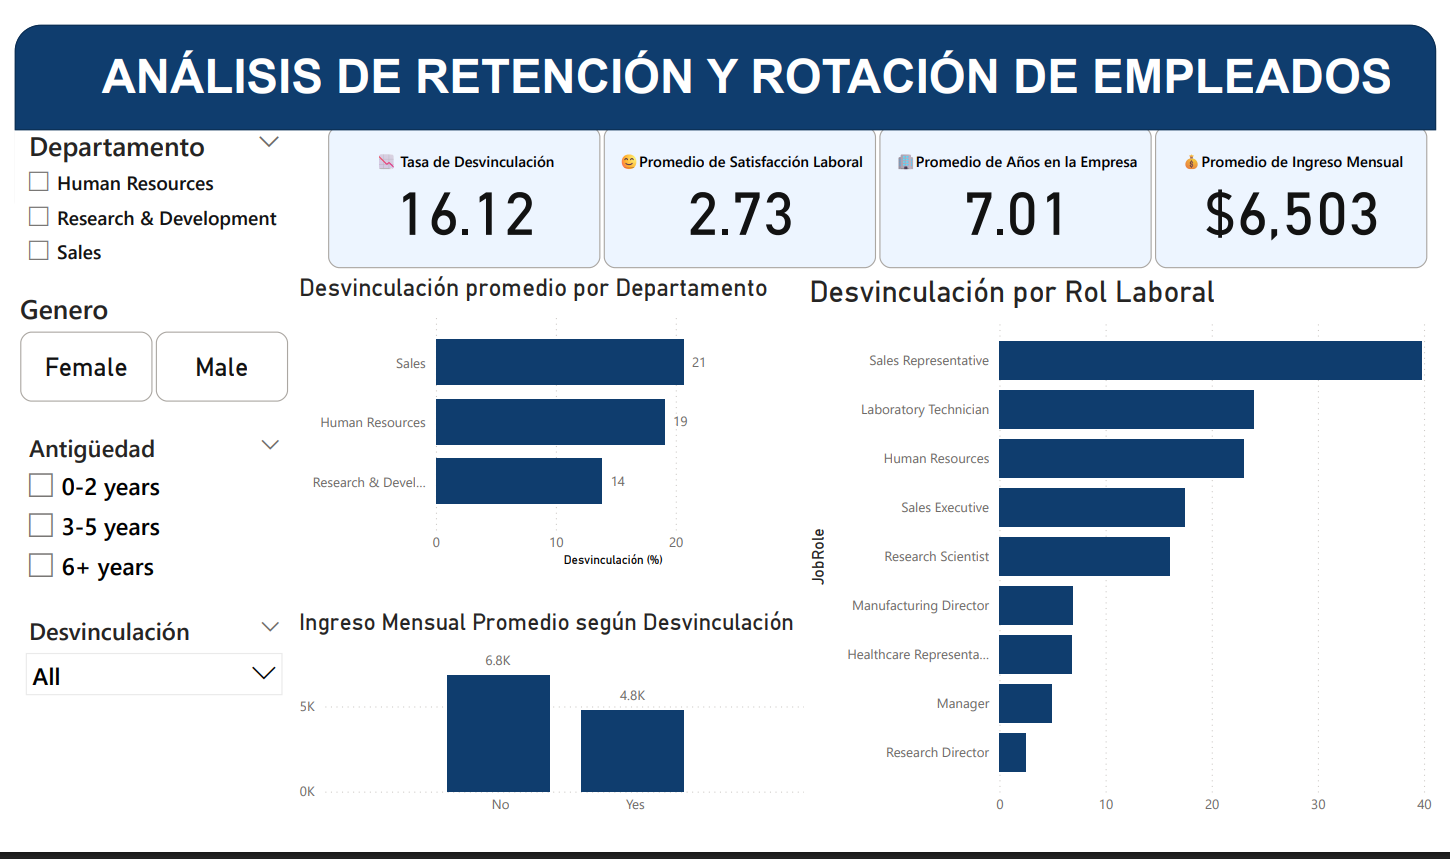 ANÁLISIS DE RETENCIÓN Y ROTACIÓN DE EMPLEADOS
Departamento
Human Resources
Research & Development
Sales
Genero
Female
Male
Antigüedad
0-2 years
3-5 years
6+ years
Desvinculación
All
Tasa de Desvinculación
16.12
Promedio de Satisfacción Laboral
2.73
Promedio de Años en la Empresa
7.01
Promedio de Ingreso Mensual
$6,503
Desvinculación promedio por Departamento
Sales
21
Human Resources
19
Research & Devel...
14
0
10
20
Desvinculación (%)
Ingreso Mensual Promedio según Desvinculación
6.8K
4.8K
5K
0K
No
Yes
Desvinculación por Rol Laboral
JobRole
Sales Representative
Laboratory Technician
Human Resources
Sales Executive
Research Scientist
Manufacturing Director
Healthcare Representa...
Manager
Research Director
0
10
20
30
40